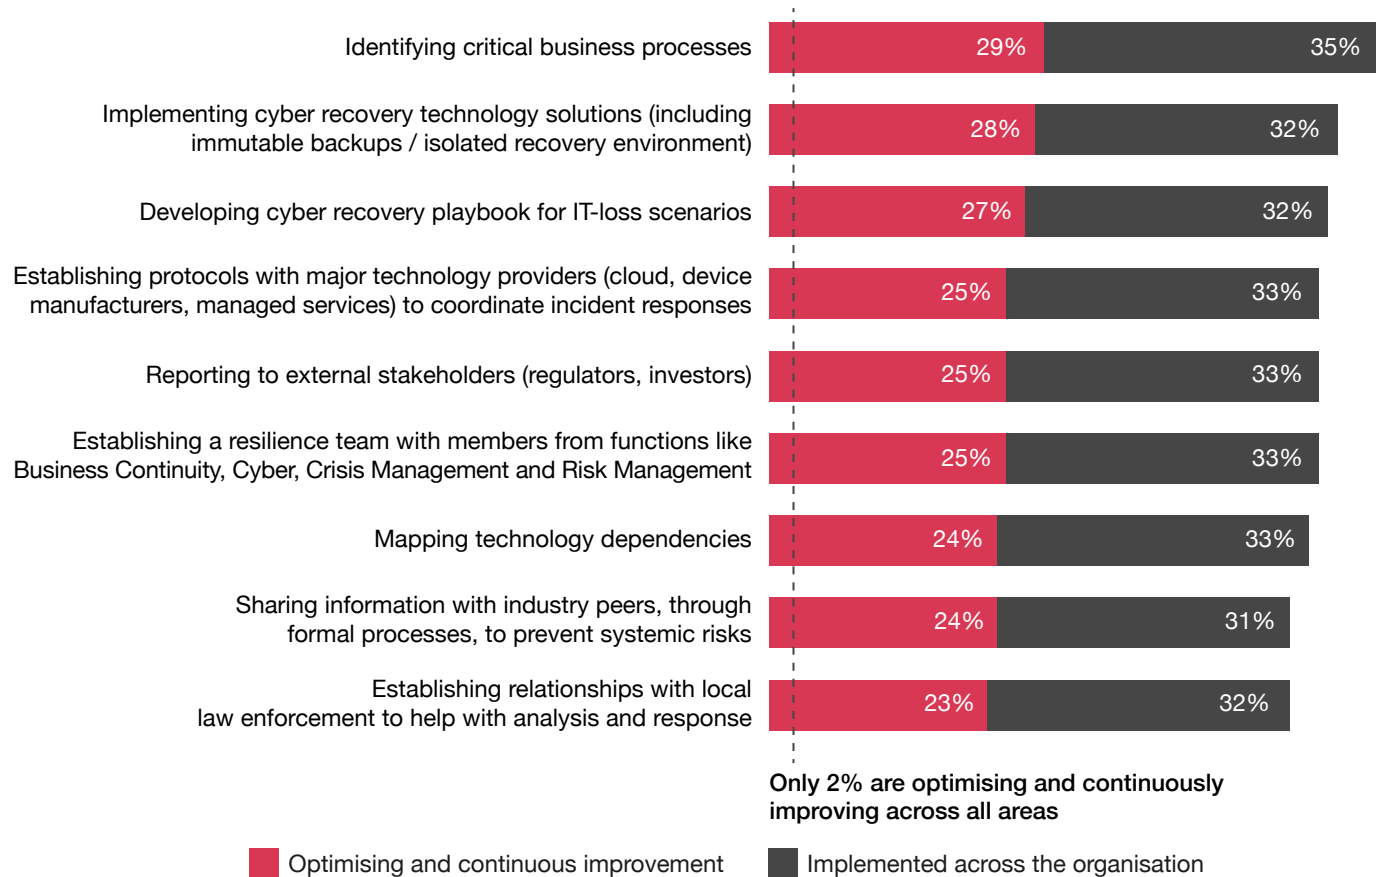 Identifying critical business processes
29%
35%
Implementing cyber recovery technology solutions (including
immutable backups / isolated recovery environment)
28%
32%
Developing cyber recovery playbook for IT-loss scenarios
27%
32%
Establishing protocols with major technology providers (cloud, device
manufacturers, managed services) to coordinate incident responses
25%
33%
Reporting to external stakeholders (regulators, investors)
25%
33%
Establishing a resilience team with members from functions like
Business Continuity, Cyber, Crisis Management and Risk Management
25%
33%
Mapping technology dependencies
24%
33%
Sharing information with industry peers, through
formal processes, to prevent systemic risks
24%
31%
Establishing relationships with local
law enforcement to help with analysis and response
23%
32%
Only 2% are optimising and continuously
improving across all areas
Optimising and continuous improvement
Implemented across the organisation